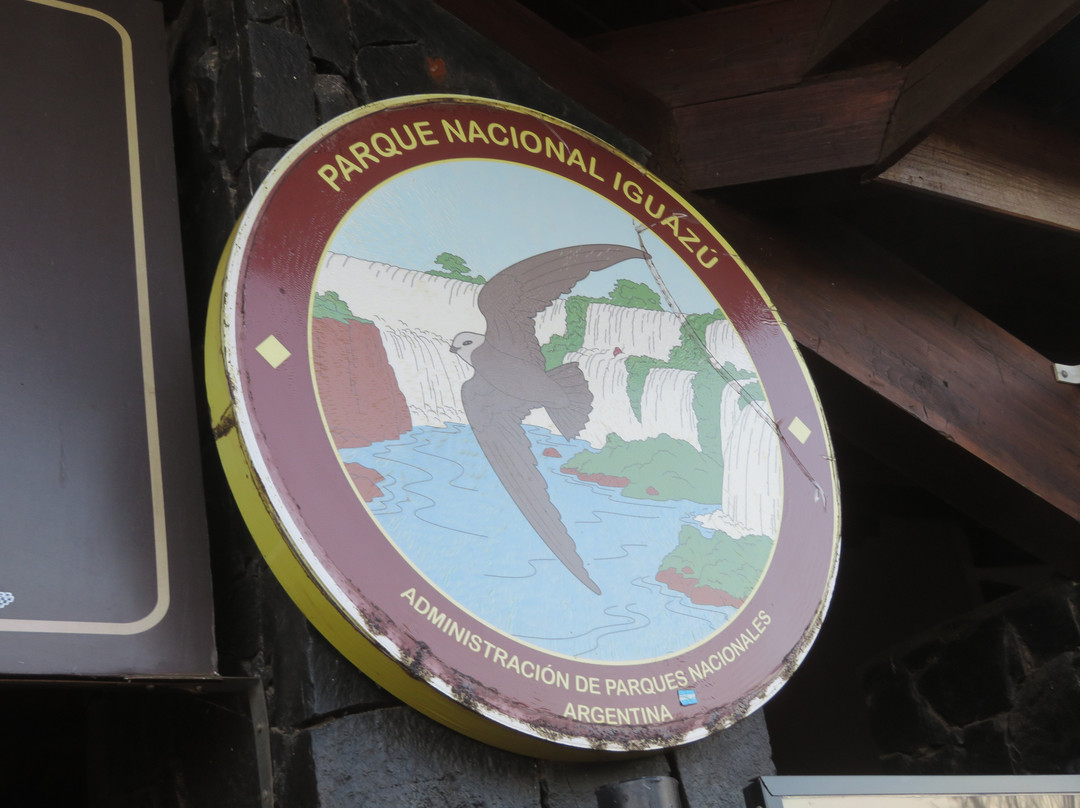 PARQUE NACIONAL IGUAZÚ
ADMINISTRACIÓN DE PARQUES NACIONALES
ARGENTINA